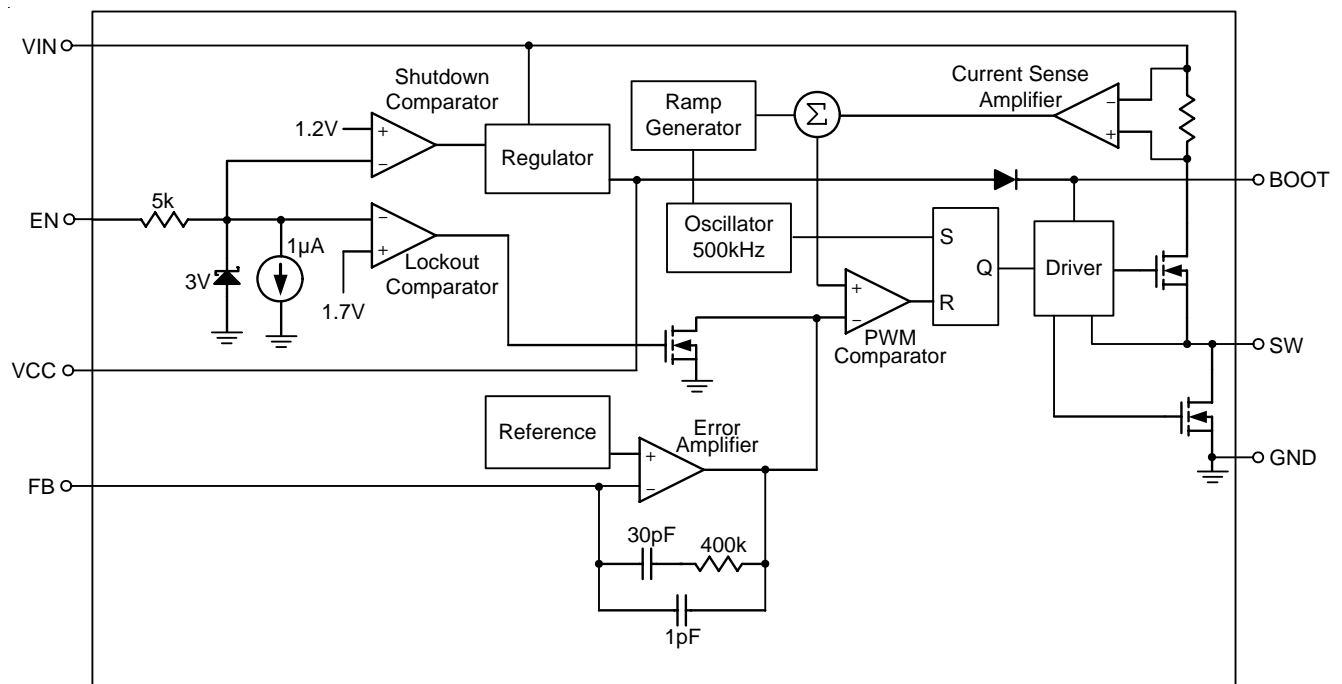 VIN
Shutdown
Comparator
1.2V
+
−
Regulator
Ramp
Generator
Σ
Current Sense
Amplifier
−
+
BOOT
EN
5k
3V
1µA
−
+
Lockout
Comparator
1.7V
Oscillator
500kHz
S
Q
R
Driver
+
−
PWM
Comparator
SW
VCC
Reference
Error
Amplifier
+
−
GND
FB
30pF
400k
1pF